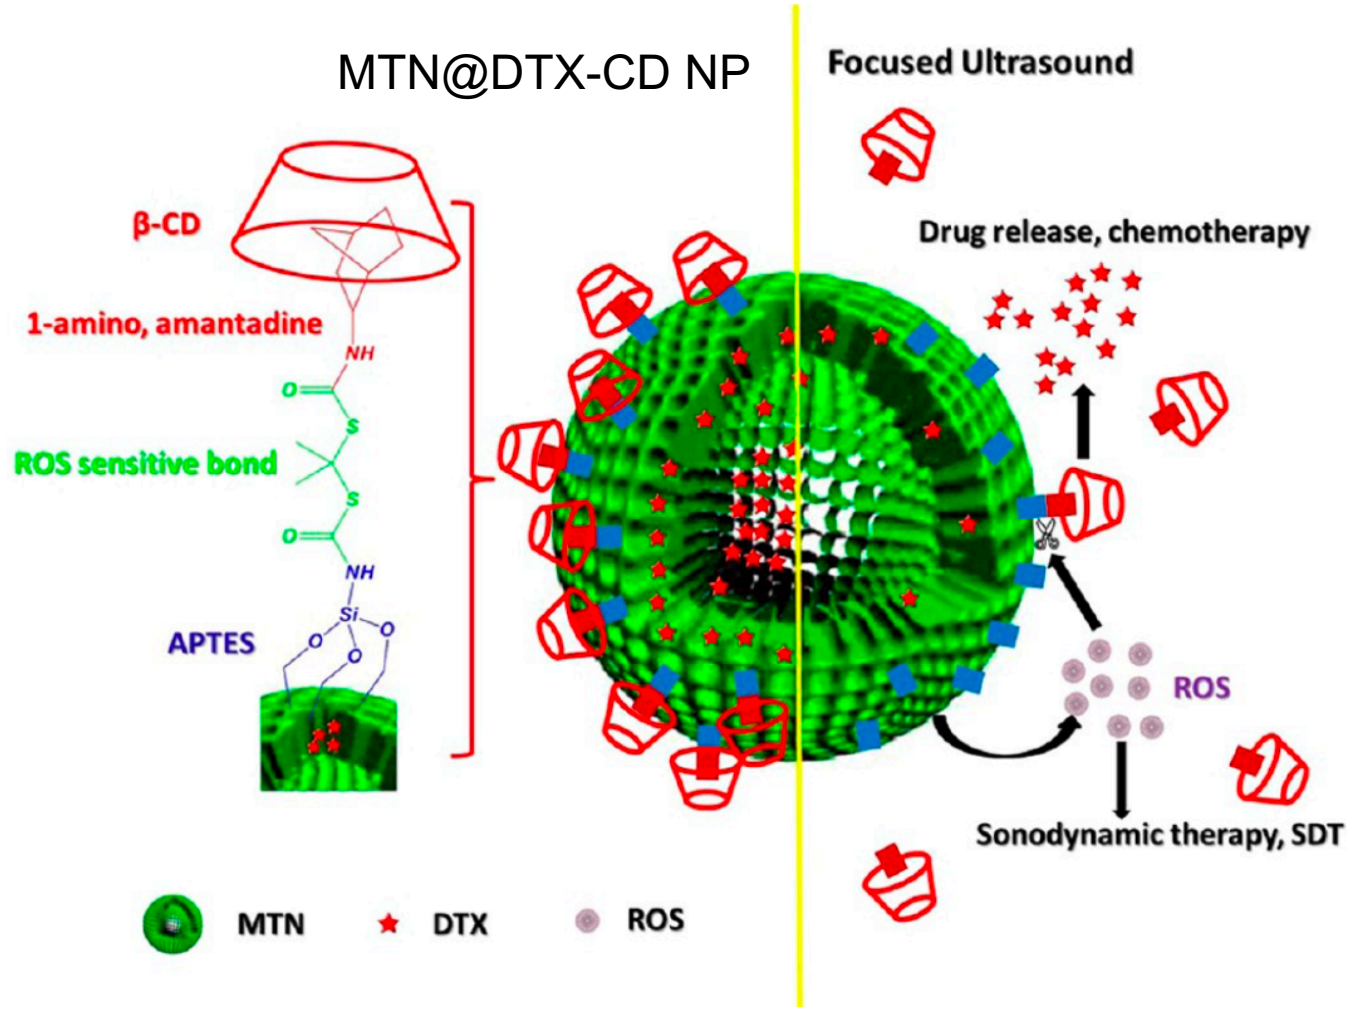 MTN@DTX-CD NP
Focused Ultrasound
β-CD
Drug release, chemotherapy
1-amino, amantadine
NH
O
S
ROS sensitive bond
S
O
NH
Si
O
O
O
APTES
ROS
Sonodynamic therapy, SDT
MTN
DTX
ROS